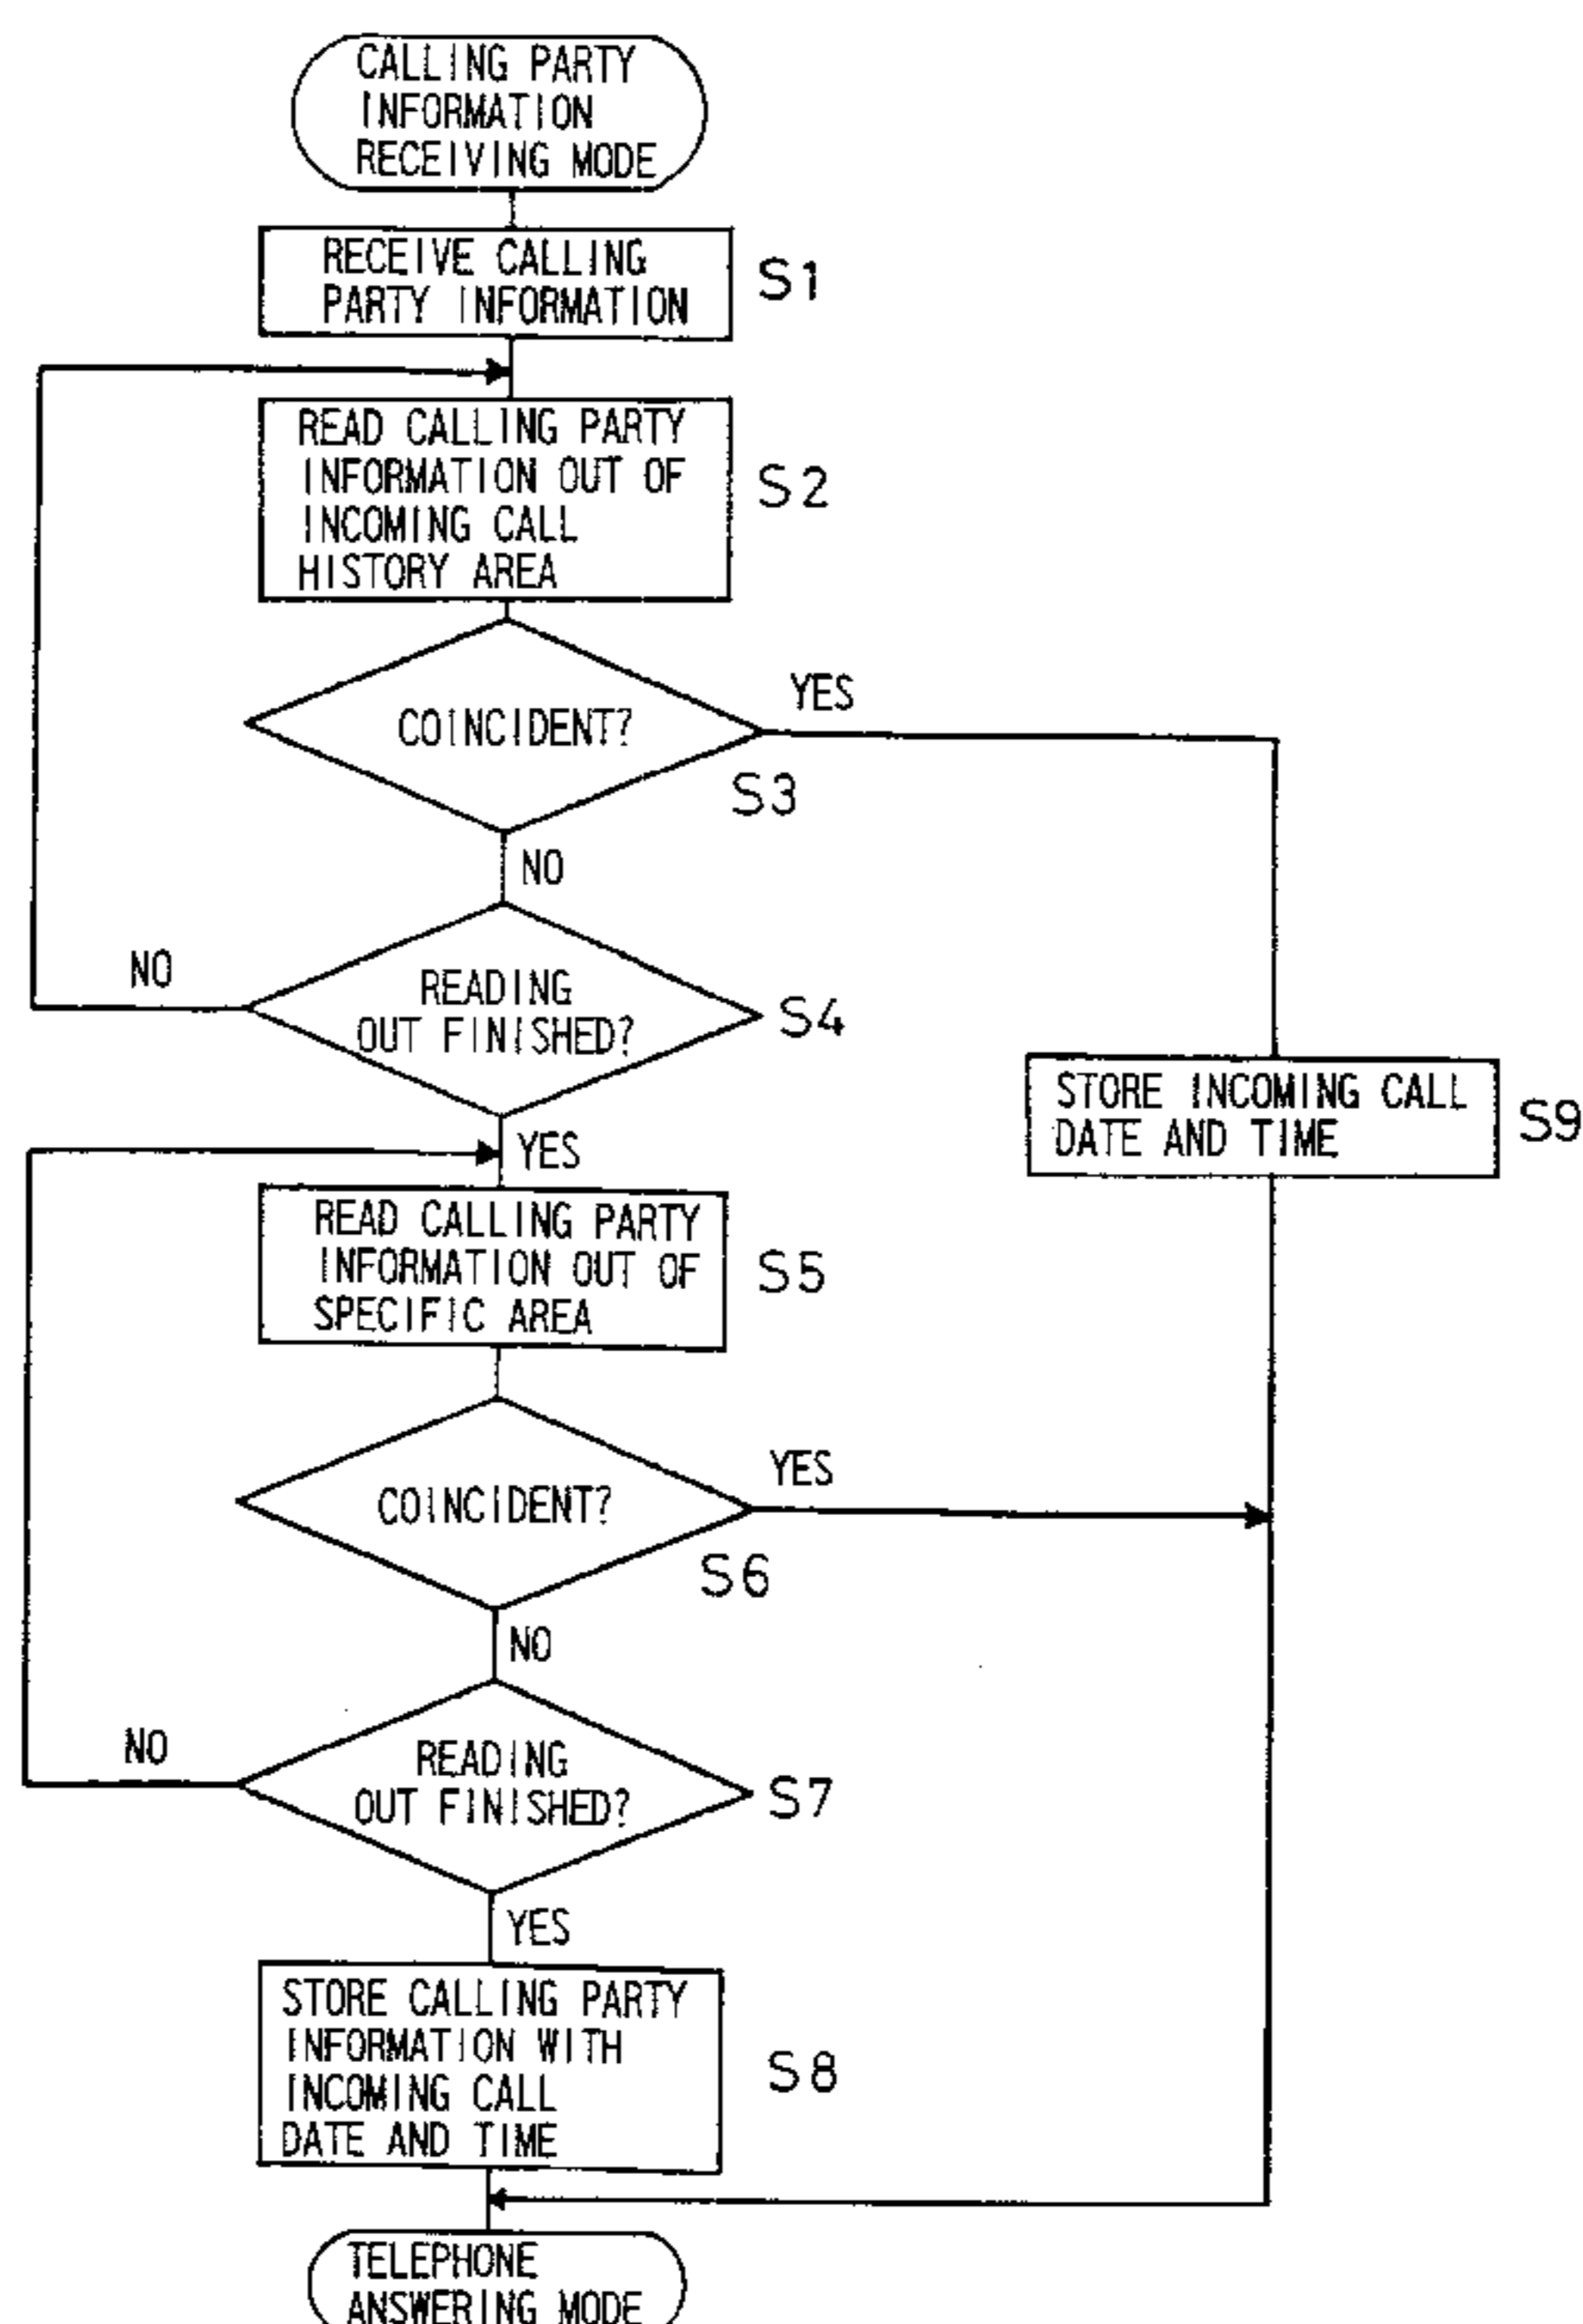 CALLING PARTY
INFORMATION
RECEIVING MODE
RECEIVE CALLING
PARTY INFORMATION
S1
READ CALLING PARTY
INFORMATION OUT OF
INCOMING CALL
HISTORY AREA
S2
COINCIDENT?
YES
S3
NO
READING
OUT FINISHED?
NO
S4
YES
STORE INCOMING CALL
DATE AND TIME
S9
READ CALLING PARTY
INFORMATION OUT OF
SPECIFIC AREA
S5
COINCIDENT?
YES
S6
NO
READING
OUT FINISHED?
NO
S7
YES
STORE CALLING PARTY
INFORMATION WITH
INCOMING CALL
DATE AND TIME
S8
TELEPHONE
ANSWERING MODE